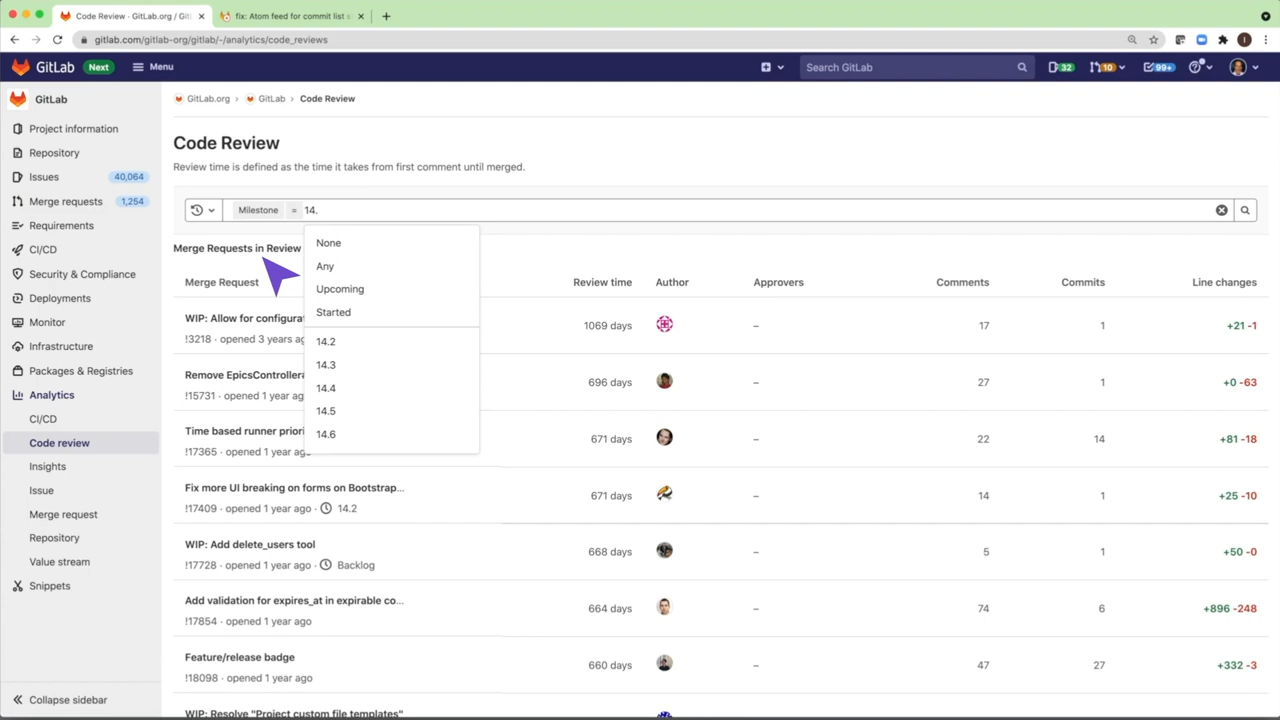 Code Review · GitLab.org / Git
fix: Atom feed for commit list s
gitlab.com/gitlab-org/gitlab/-/analytics/code_reviews
GitLab Next Menu Search GitLab 32 10 99+
GitLab
Project information
Repository
Issues 40,064
Merge requests 1,254
Requirements
CI/CD
Security & Compliance
Deployments
Monitor
Infrastructure
Packages & Registries
Analytics
CI/CD
Code review
Insights
Issue
Merge request
Repository
Value stream
Snippets
Collapse sidebar
GitLab.org › GitLab › Code Review
Code Review
Review time is defined as the time it takes from first comment until merged.
Milestone = 14.
None
Any
Upcoming
Started
14.2
14.3
14.4
14.5
14.6
Merge Requests in Review
Merge Request Review time Author Approvers Comments Commits Line changes
WIP: Allow for configurat
!3218 · opened 3 years ag
1069 days – 17 1 +21 -1
Remove EpicsController
!15731 · opened 1 year ag
696 days – 27 1 +0 -63
Time based runner priori
!17365 · opened 1 year ago
671 days – 22 14 +81 -18
Fix more UI breaking on forms on Bootstrap...
!17409 · opened 1 year ago · 14.2
671 days – 14 1 +25 -10
WIP: Add delete_users tool
!17728 · opened 1 year ago · Backlog
668 days – 5 1 +50 -0
Add validation for expires_at in expirable co...
!17854 · opened 1 year ago
664 days – 74 6 +896 -248
Feature/release badge
!18098 · opened 1 year ago
660 days – 47 27 +332 -3
WIP: Resolve "Project custom file templates"